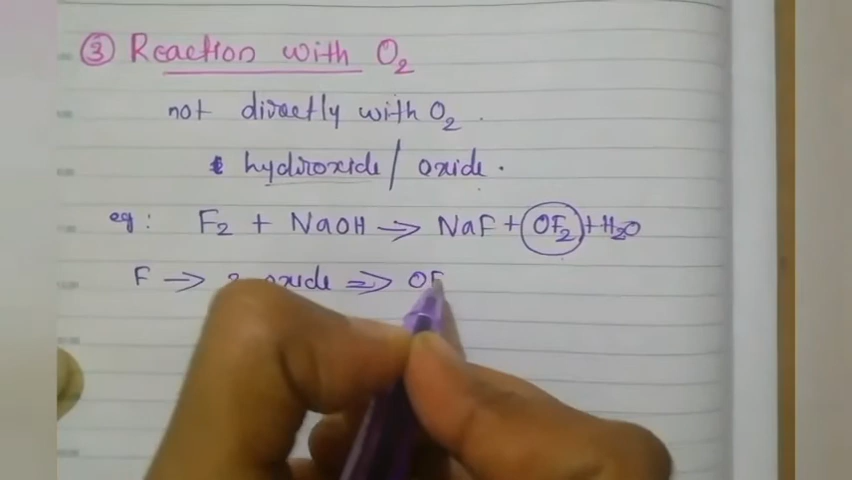 ③ Reaction with O₂
not directly with O₂.
hydroxide / oxide.
eg: F₂ + NaOH → NaF + OF₂ + H₂O
F → oxide ⇒ OF